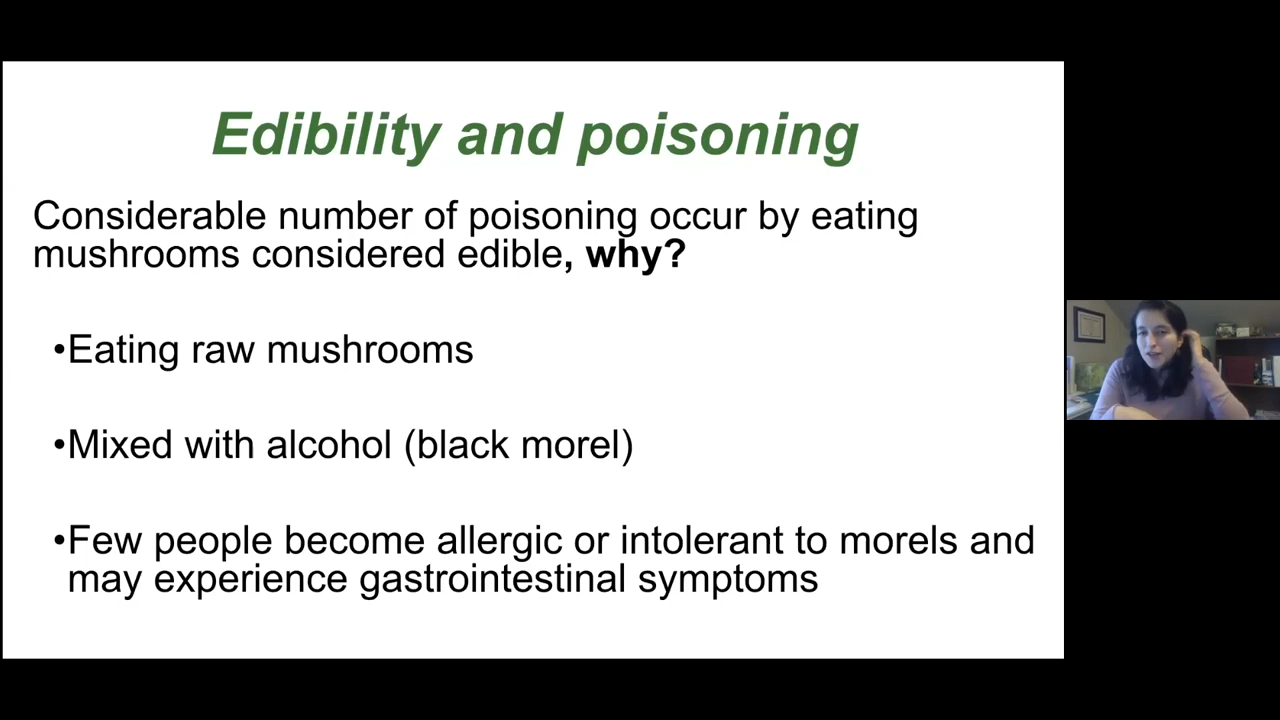 Edibility and poisoning
Considerable number of poisoning occur by eating
mushrooms considered edible, why?
•Eating raw mushrooms
•Mixed with alcohol (black morel)
•Few people become allergic or intolerant to morels and
may experience gastrointestinal symptoms